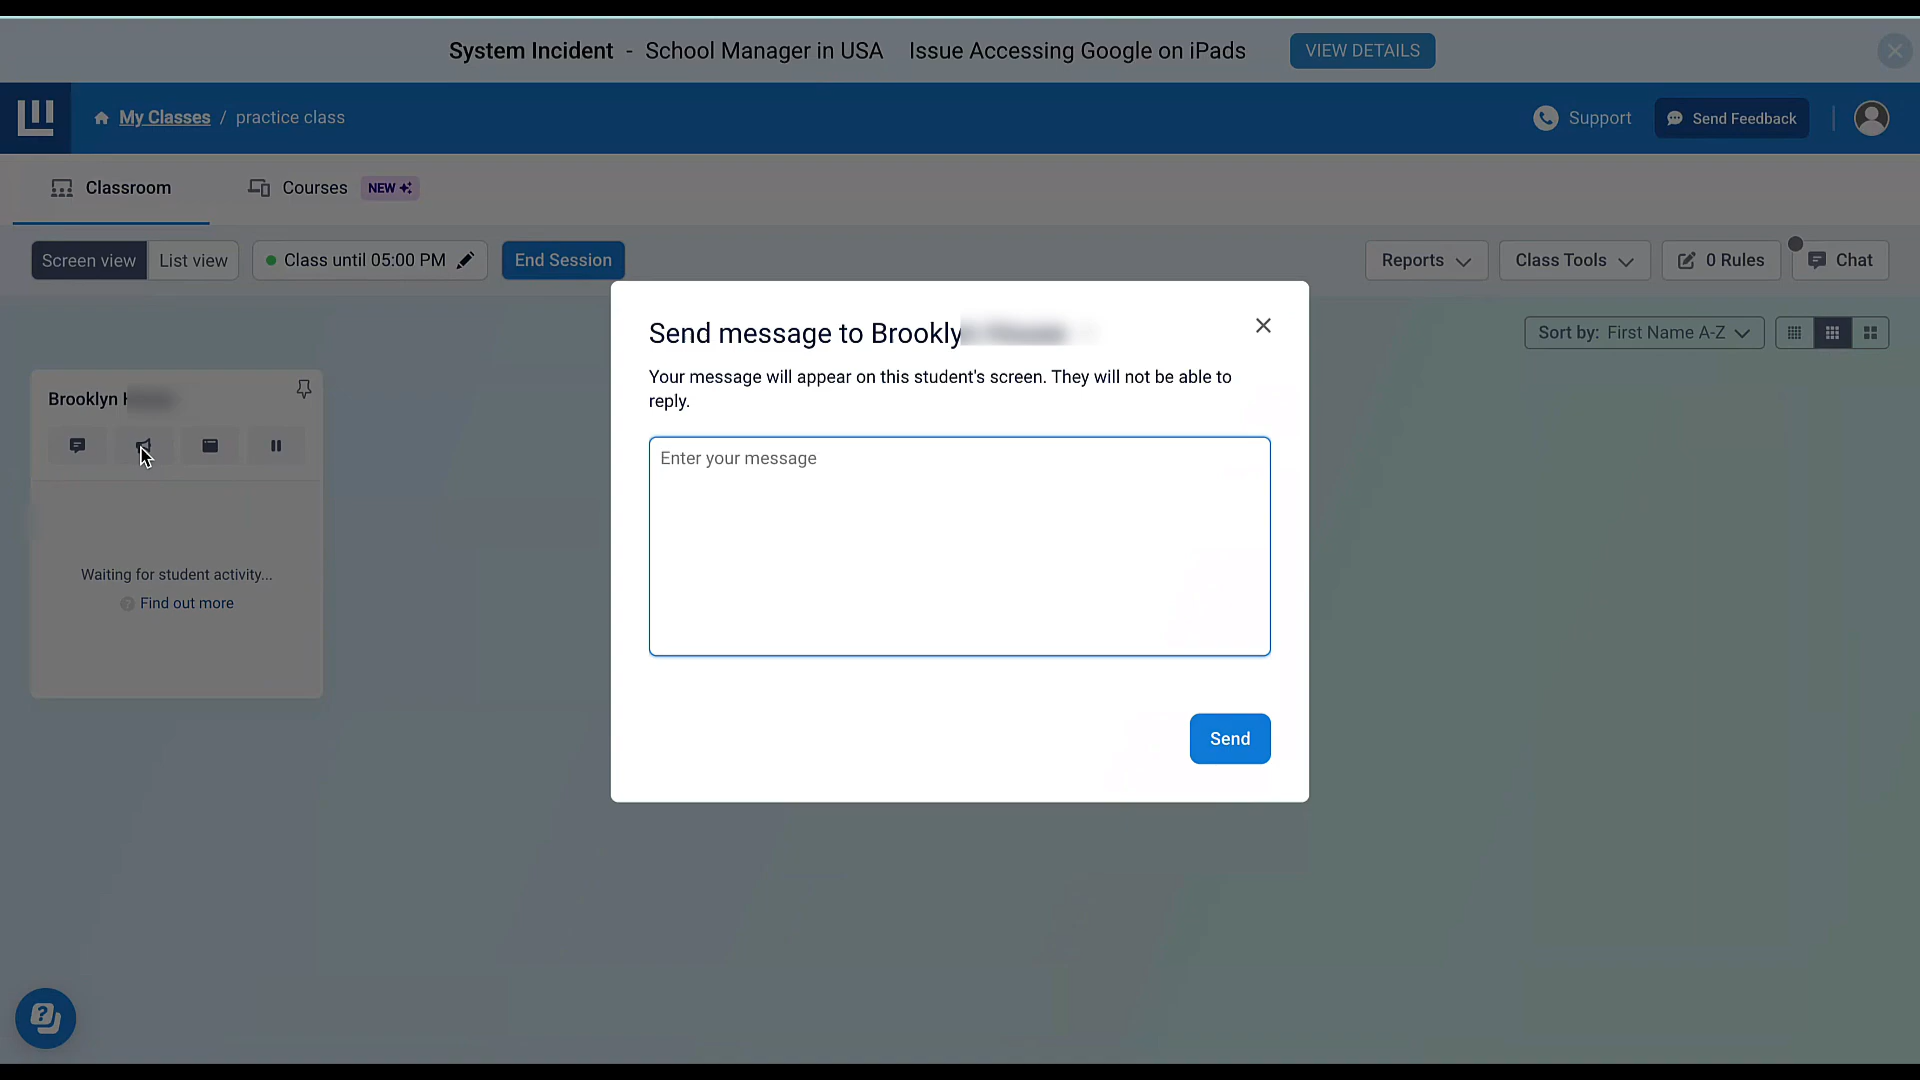 System Incident - School Manager in USA Issue Accessing Google on iPads VIEW DETAILS
My Classes / practice class
Support
Send Feedback
Classroom
Courses NEW
Screen view
List view
Class until 05:00 PM
End Session
Reports
Class Tools
0 Rules
Chat
Sort by: First Name A-Z
Brooklyn
Waiting for student activity...
Find out more
Send message to Brookly
Your message will appear on this student's screen. They will not be able to
reply.
Enter your message
Send